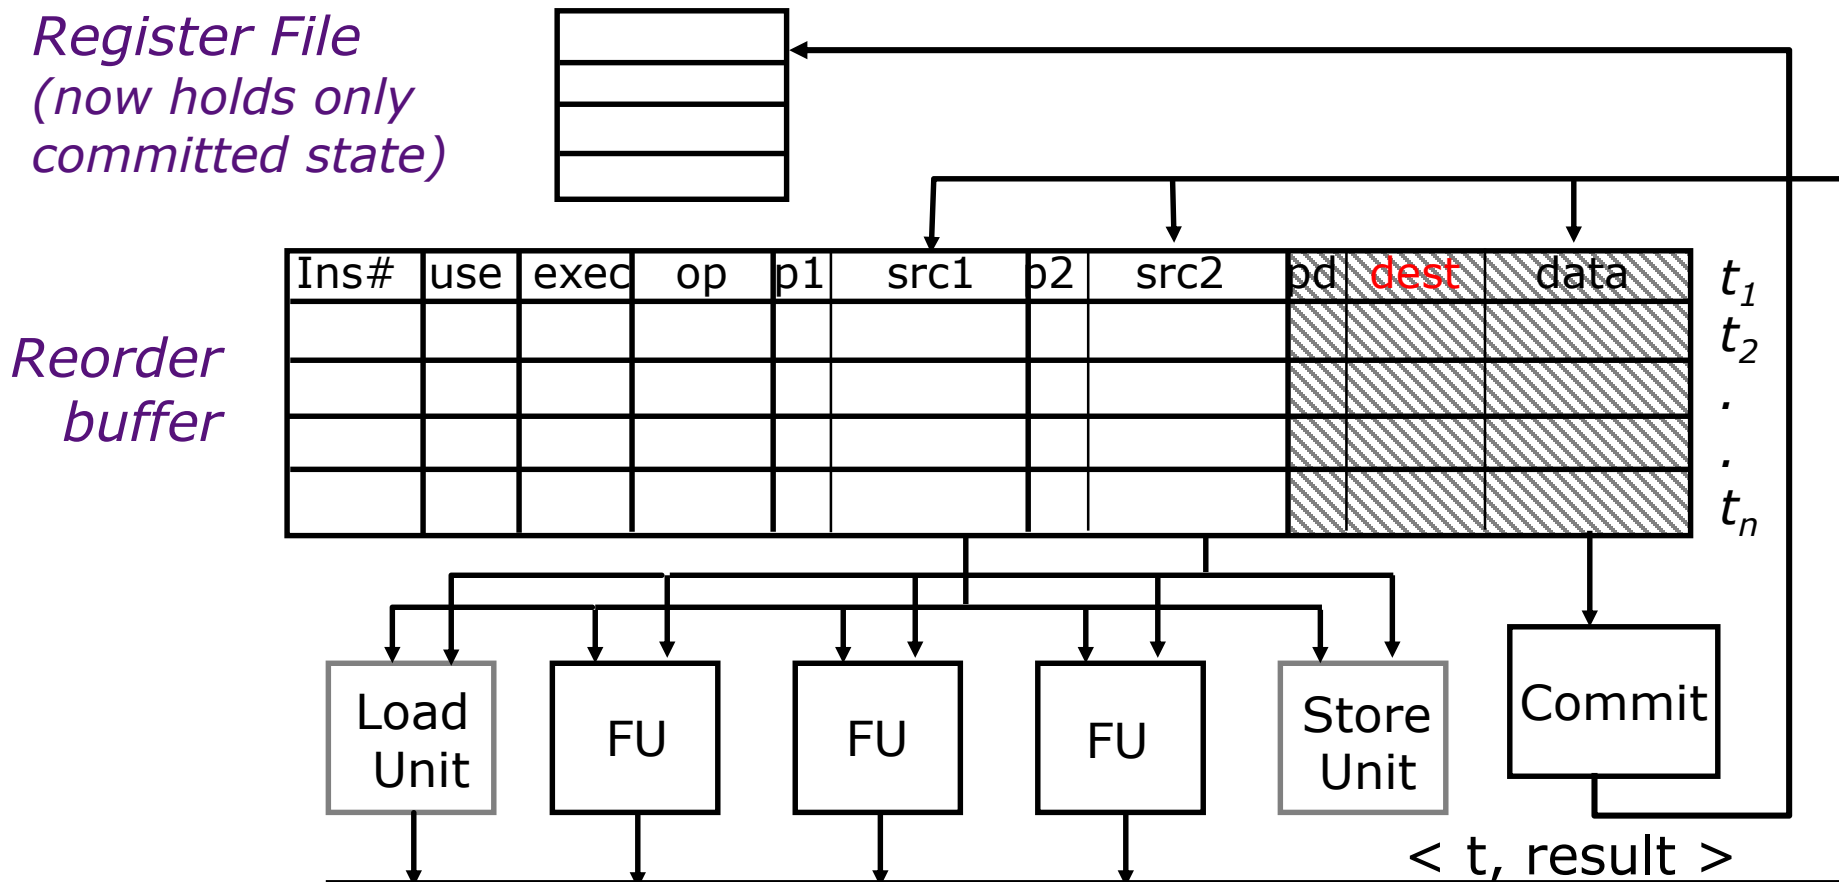 Register File
(now holds only
committed state)
Ins# use exec op p1 src1 p2 src2 pd dest data t1
t2
.
.
tn
Reorder
buffer
Load
Unit
FU
FU
FU
Store
Unit
Commit
< t, result >